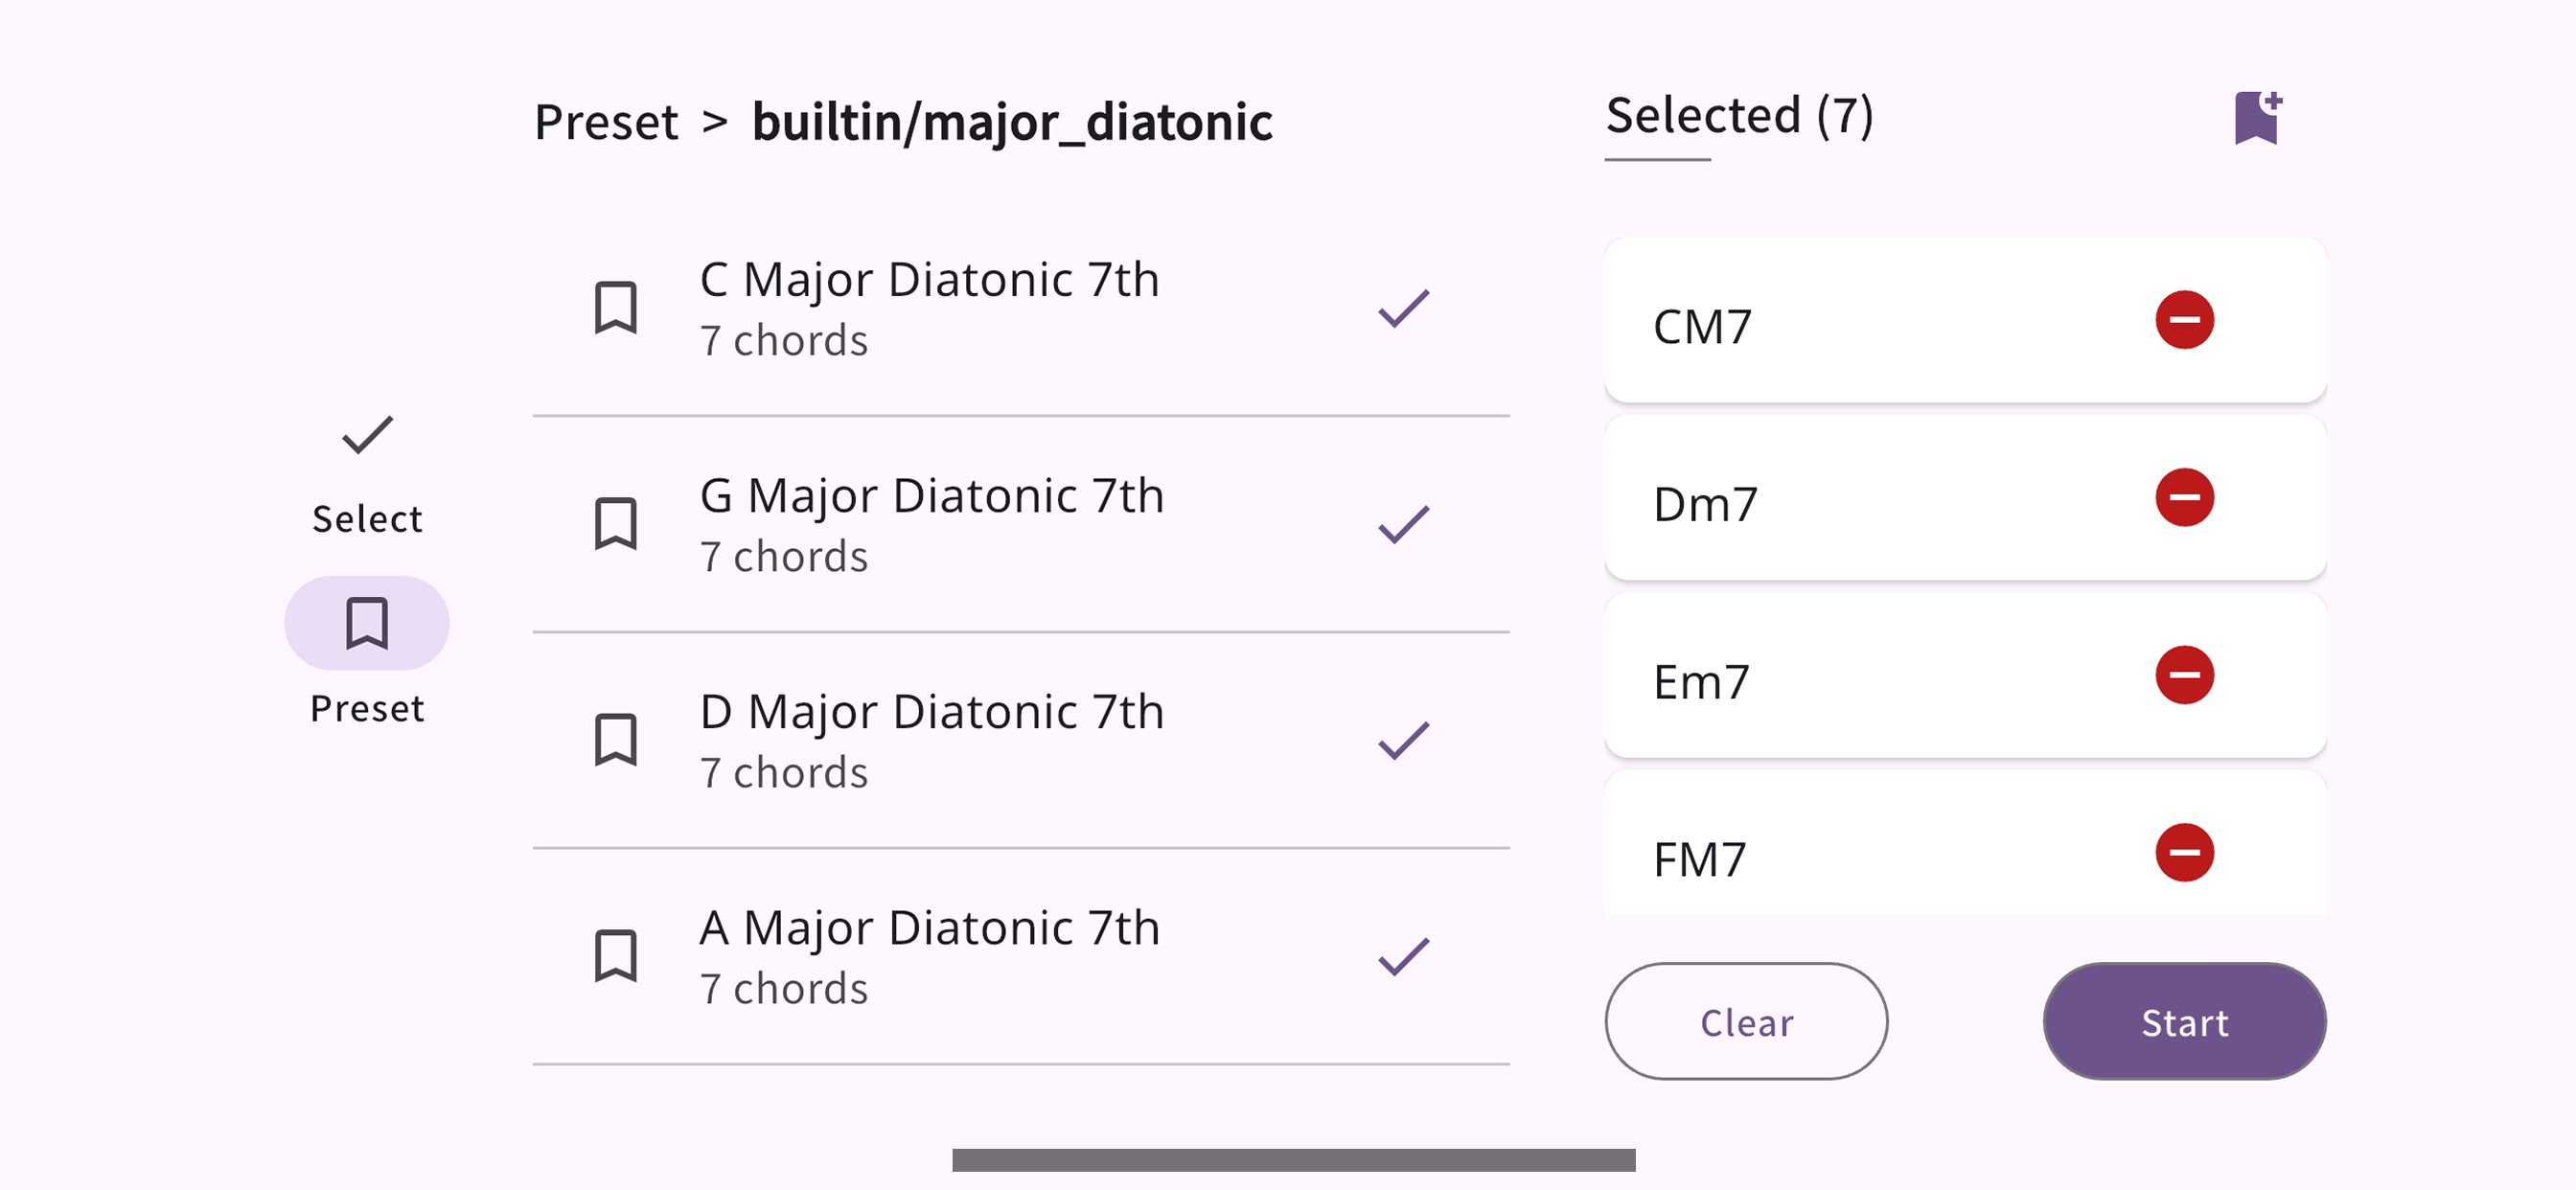 Select
Preset
Preset > builtin/major_diatonic
C Major Diatonic 7th
7 chords
G Major Diatonic 7th
7 chords
D Major Diatonic 7th
7 chords
A Major Diatonic 7th
7 chords
Selected (7)
CM7
Dm7
Em7
FM7
Clear
Start